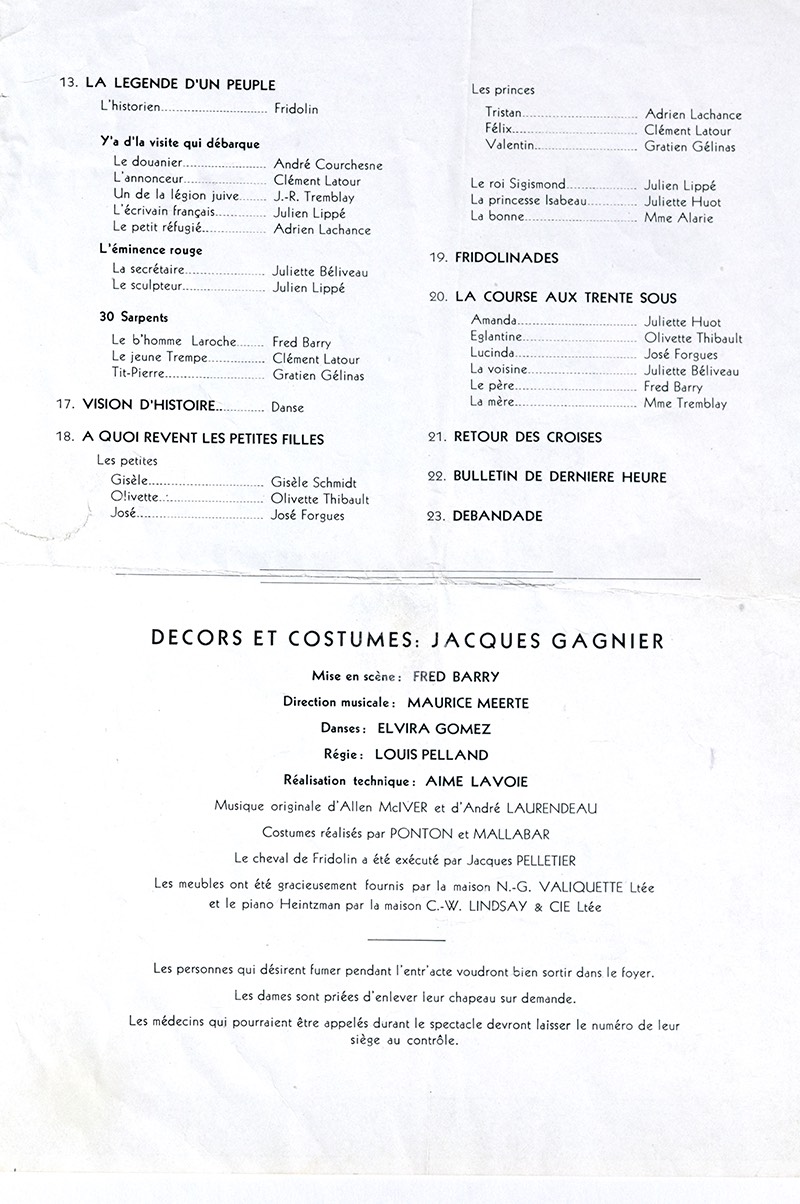 13. LA LEGENDE D'UN PEUPLE
L'historien............................ Fridolin
Y'a d'la visite qui débarque
Le douanier...................... André Courchesne
L'annonceur...................... Clément Latour
Un de la légion juive....... J.-R. Tremblay
L'écrivain français.............. Julien Lippé
Le petit réfugié................. Adrien Lachance
L'éminence rouge
La secrétaire..................... Juliette Béliveau
Le sculpteur...................... Julien Lippé
30 Sarpents
Le b'homme Laroche....... Fred Barry
Le jeune Trempe............... Clément Latour
Tit-Pierre.......................... Gratien Gélinas
17. VISION D'HISTOIRE............. Danse
18. A QUOI REVENT LES PETITES FILLES
Les petites
Gisèle.............................. Gisèle Schmidt
Olivette............................ Olivette Thibault
José................................. José Forgues
Les princes
Tristan.............................. Adrien Lachance
Félix................................. Clément Latour
Valentin............................ Gratien Gélinas
Le roi Sigismond................... Julien Lippé
La princesse Isabeau............. Juliette Huot
La bonne............................. Mme Alarie
19. FRIDOLINADES
20. LA COURSE AUX TRENTE SOUS
Amanda................................ Juliette Huot
Eglantine.............................. Olivette Thibault
Lucinda................................ José Forgues
La voisine............................. Juliette Béliveau
Le père................................ Fred Barry
La mère................................ Mme Tremblay
21. RETOUR DES CROISES
22. BULLETIN DE DERNIERE HEURE
23. DEBANDADE
DECORS ET COSTUMES: JACQUES GAGNIER
Mise en scène: FRED BARRY
Direction musicale: MAURICE MEERTE
Danses: ELVIRA GOMEZ
Régie: LOUIS PELLAND
Réalisation technique: AIME LAVOIE
Musique originale d'Allen McIVER et d'André LAURENDEAU
Costumes réalisés par PONTON et MALLABAR
Le cheval de Fridolin a été exécuté par Jacques PELLETIER
Les meubles ont été gracieusement fournis par la maison N.-G. VALIQUETTE Ltée
et le piano Heintzman par la maison C.-W. LINDSAY & CIE Ltée
Les personnes qui désirent fumer pendant l'entr'acte voudront bien sortir dans le foyer.
Les dames sont priées d'enlever leur chapeau sur demande.
Les médecins qui pourraient être appelés durant le spectacle devront laisser le numéro de leur
siège au contrôle.